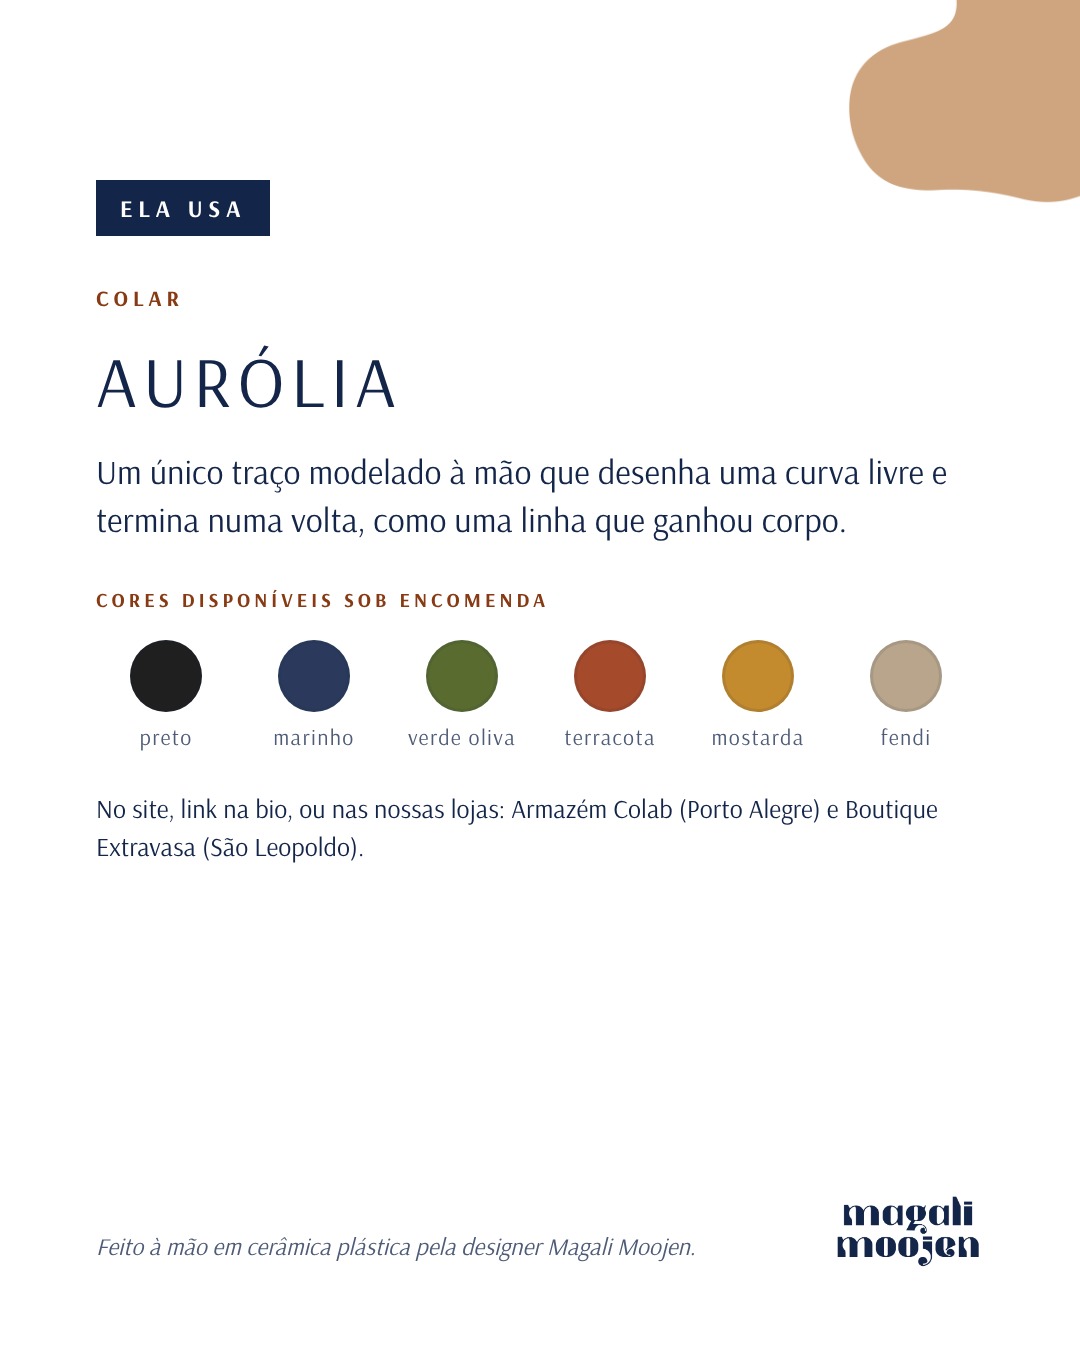 ELA USA
COLAR
AURÓLIA
Um único traço modelado à mão que desenha uma curva livre e
termina numa volta, como uma linha que ganhou corpo.
CORES DISPONÍVEIS SOB ENCOMENDA
preto marinho verde oliva terracota mostarda fendi
No site, link na bio, ou nas nossas lojas: Armazém Colab (Porto Alegre) e Boutique
Extravasa (São Leopoldo).
Feito à mão em cerâmica plástica pela designer Magali Moojen.
magali
moojen